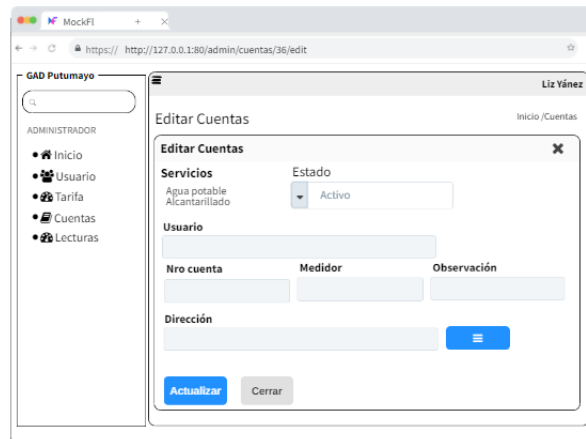 MockFl
https:// http://127.0.0.1:80/admin/cuentas/36/edit
GAD Putumayo
Liz Yánez
ADMINISTRADOR
Inicio
Usuario
Tarifa
Cuentas
Lecturas
Editar Cuentas
Inicio /Cuentas
Editar Cuentas
Servicios
Estado
Agua potable
Alcantarillado
Activo
Usuario
Nro cuenta
Medidor
Observación
Dirección
Actualizar
Cerrar